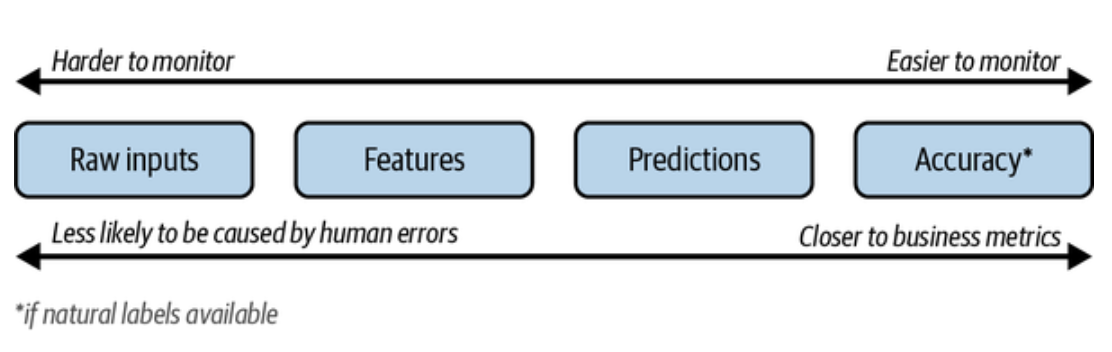 Harder to monitor
Easier to monitor
Raw inputs
Features
Predictions
Accuracy*
Less likely to be caused by human errors
Closer to business metrics
*if natural labels available